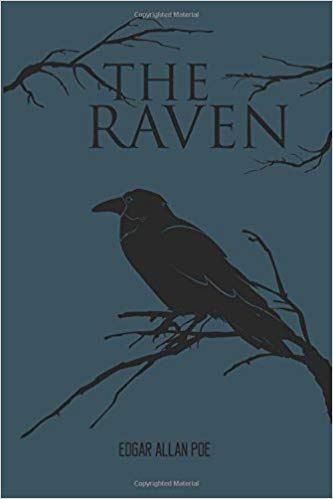 Copyrighted Material
THE
RAVEN
EDGAR ALLAN POE
Copyrighted Material